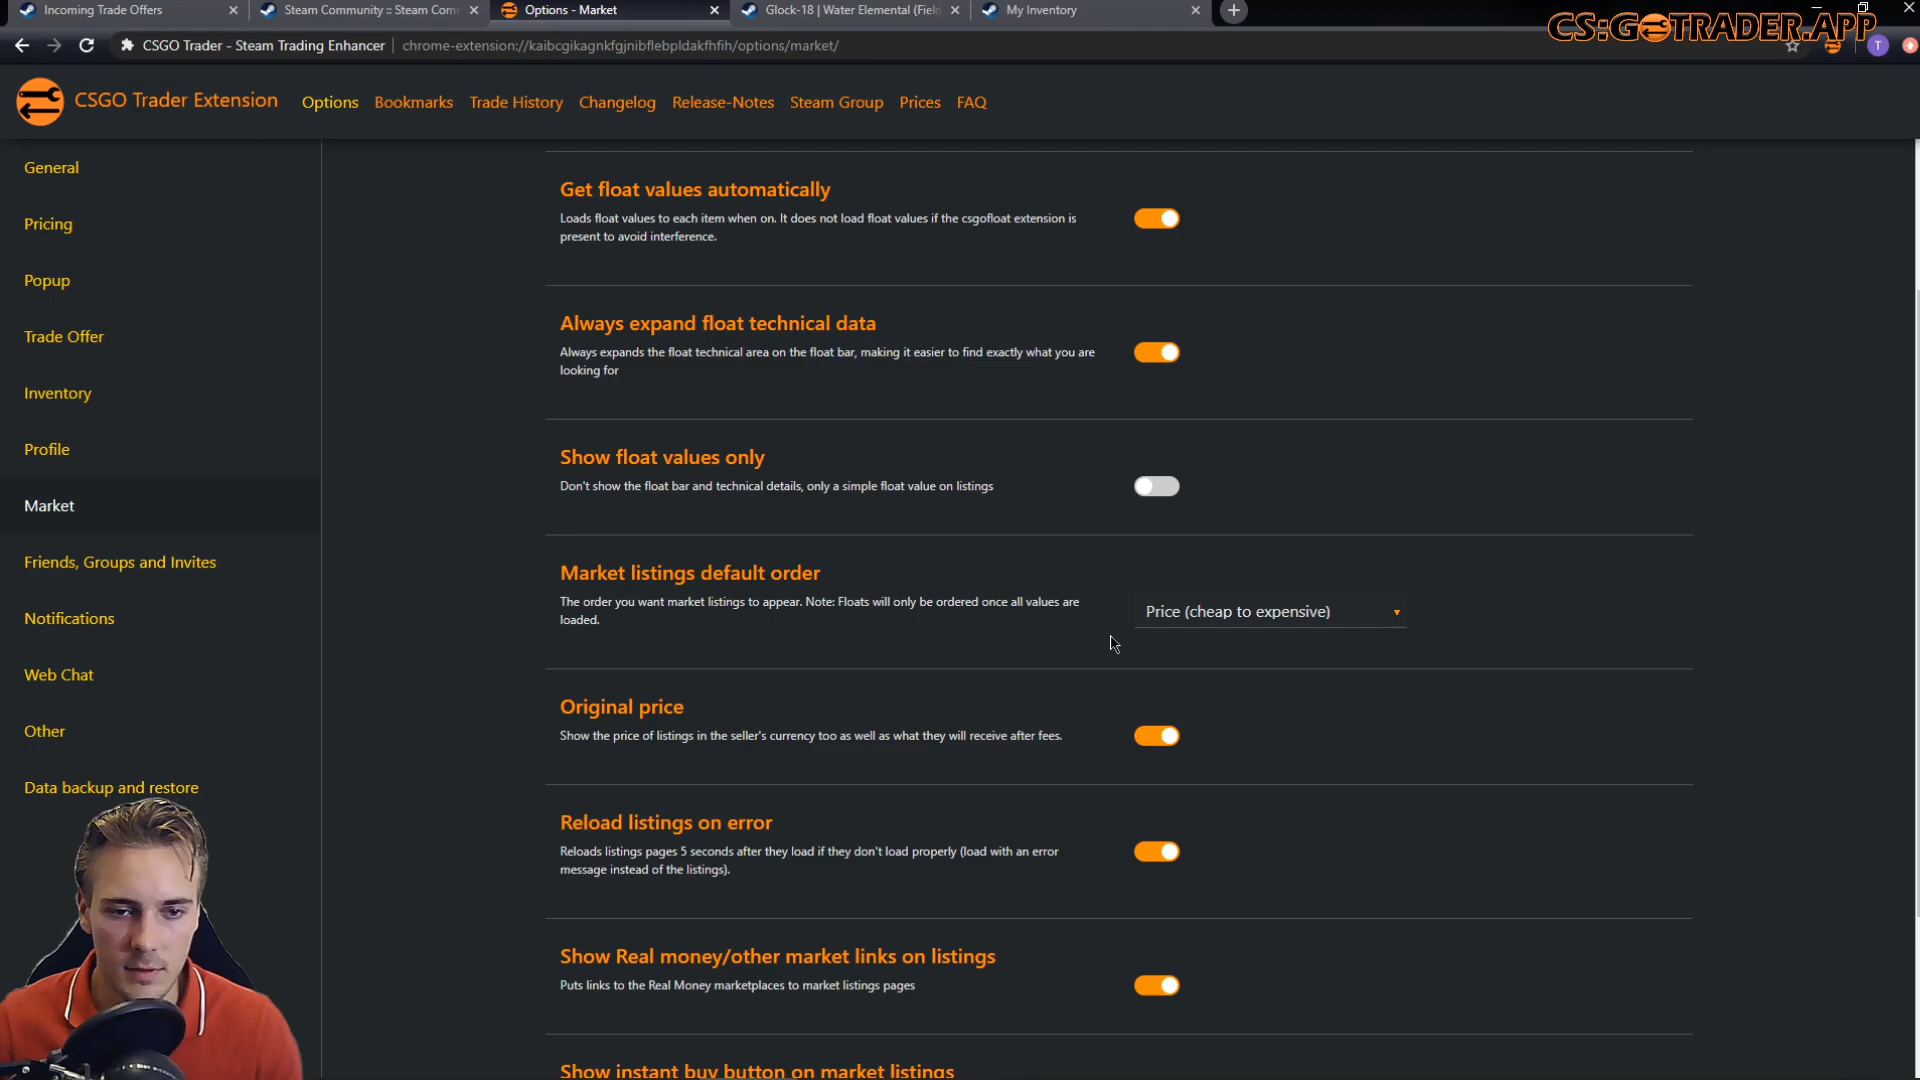 Incoming Trade Offers
Steam Community :: Steam Com
Options - Market
Glock-18 | Water Elemental (Fiel
My Inventory
CS:GOTRADER.APP
CSGO Trader - Steam Trading Enhancer
chrome-extension://kaibcgikagnkfgjnibflebpldakfhfih/options/market/
T
CSGO Trader Extension
Options
Bookmarks
Trade History
Changelog
Release-Notes
Steam Group
Prices
FAQ
General
Pricing
Popup
Trade Offer
Inventory
Profile
Market
Friends, Groups and Invites
Notifications
Web Chat
Other
Data backup and restore
Get float values automatically
Loads float values to each item when on. It does not load float values if the csgofloat extension is
present to avoid interference.
Always expand float technical data
Always expands the float technical area on the float bar, making it easier to find exactly what you are
looking for
Show float values only
Don't show the float bar and technical details, only a simple float value on listings
Market listings default order
The order you want market listings to appear. Note: Floats will only be ordered once all values are
loaded.
Price (cheap to expensive)
Original price
Show the price of listings in the seller's currency too as well as what they will receive after fees.
Reload listings on error
Reloads listings pages 5 seconds after they load if they don't load properly (load with an error
message instead of the listings).
Show Real money/other market links on listings
Puts links to the Real Money marketplaces to market listings pages
Show instant buy button on market listings